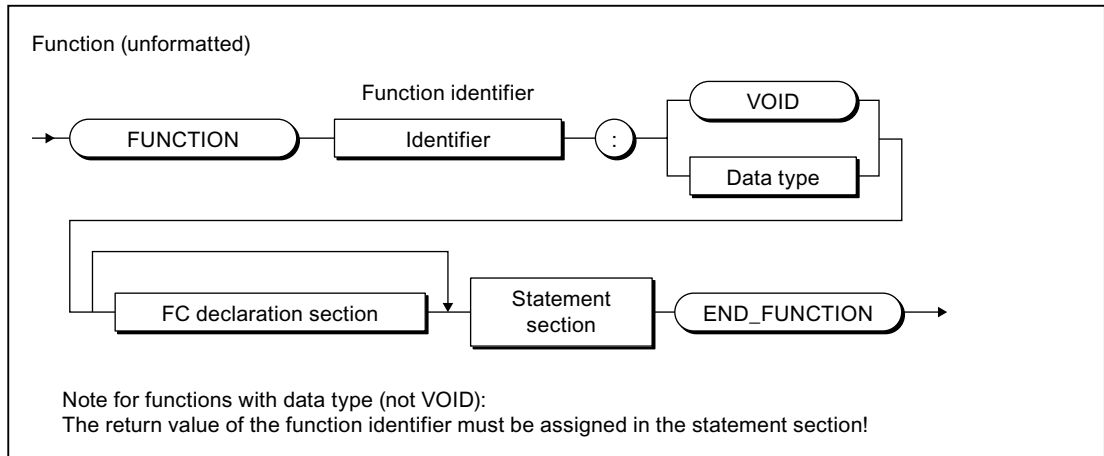 Function (unformatted)
Function identifier
FUNCTION
Identifier
:
VOID
Data type
FC declaration section
Statement
section
END_FUNCTION
Note for functions with data type (not VOID):
The return value of the function identifier must be assigned in the statement section!